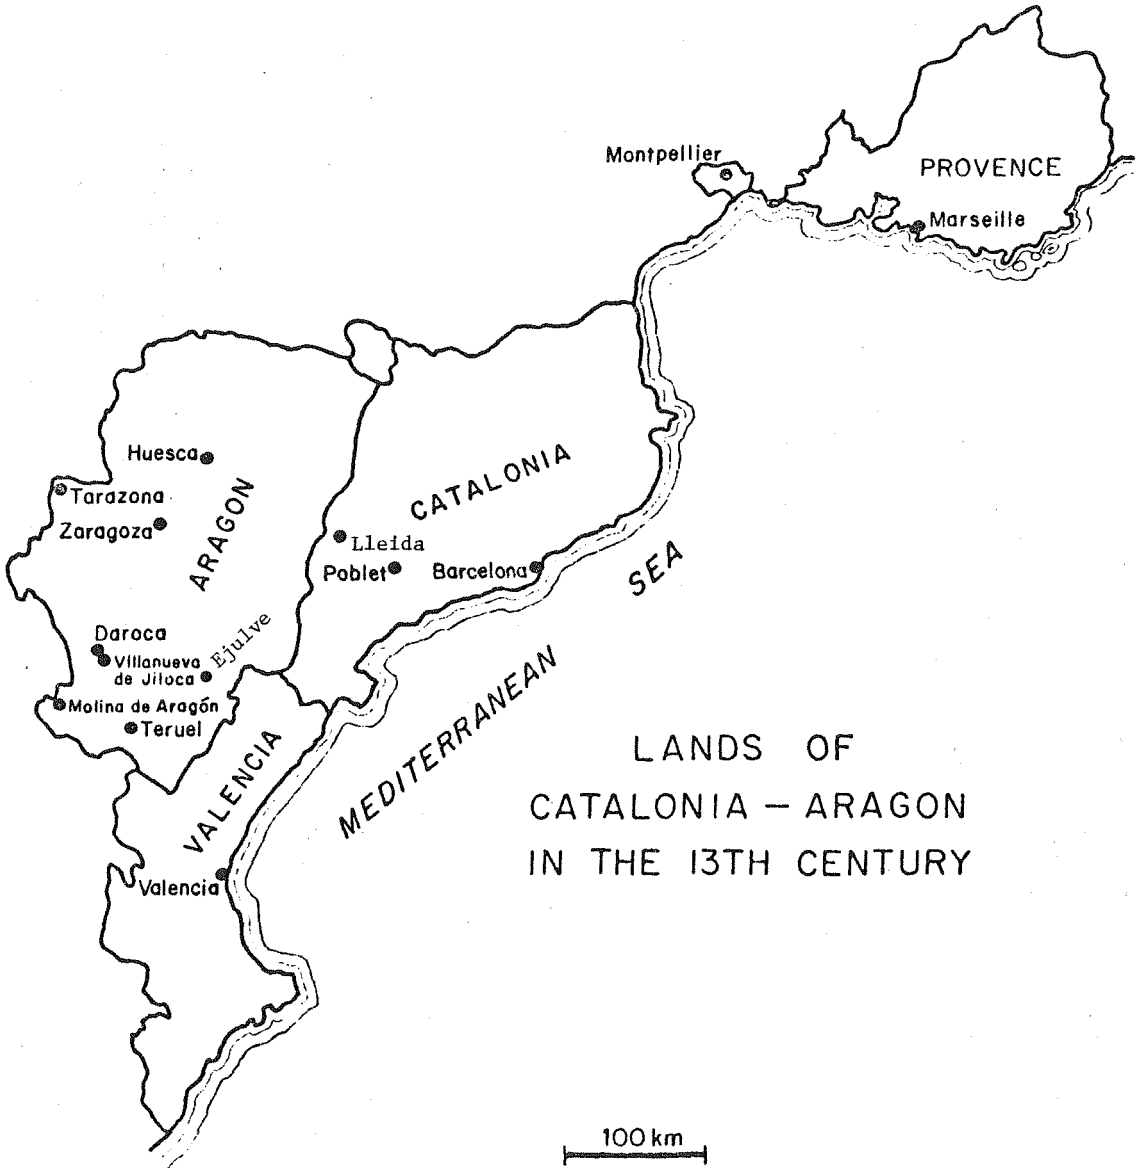 Montpellier
PROVENCE
Marseille
Huesca
Tarazona
Zaragoza
ARAGON
CATALONIA
Lleida
Poblet
Barcelona
SEA
Daroca
Villanueva
de Jiloca
Ejulve
Molina de Aragón
Teruel
VALENCIA
Valencia
MEDITERRANEAN
LANDS OF
CATALONIA – ARAGON
IN THE 13TH CENTURY
100 km